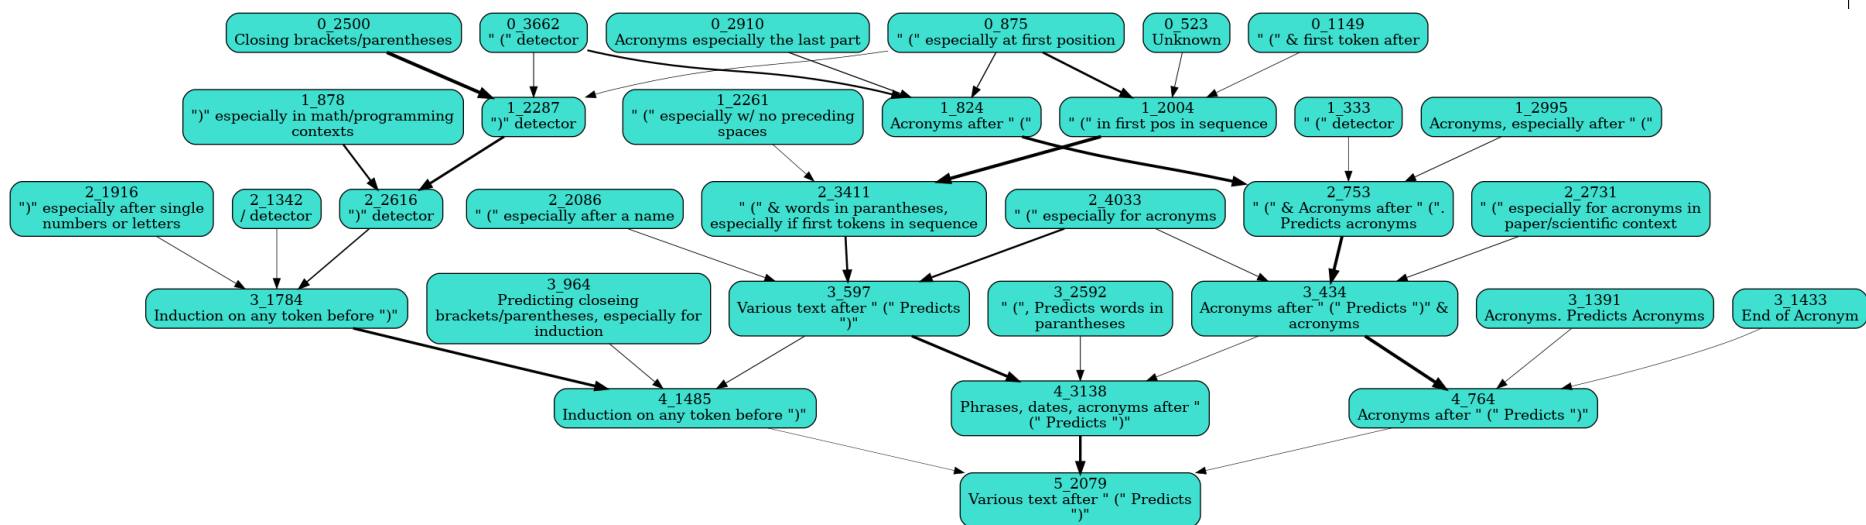 0_2500
Closing brackets/parentheses
0_3662
" (" detector
0_2910
Acronyms especially the last part
0_875
" (" especially at first position
0_523
Unknown
0_1149
" (" & first token after
1_878
")" especially in math/programming
contexts
1_2287
")" detector
1_2261
" (" especially w/ no preceding
spaces
1_824
Acronyms after " ("
1_2004
" (" in first pos in sequence
1_333
" (" detector
1_2995
Acronyms, especially after " ("
2_1916
")" especially after single
numbers or letters
2_1342
/ detector
2_2616
")" detector
2_2086
" (" especially after a name
2_3411
" (" & words in parantheses,
especially if first tokens in sequence
2_4033
" (" especially for acronyms
2_753
" (" & Acronyms after " (".
Predicts acronyms
2_2731
" (" especially for acronyms in
paper/scientific context
3_1784
Induction on any token before ")"
3_964
Predicting closeing
brackets/parentheses, especially for
induction
3_597
Various text after " (" Predicts
")"
3_2592
" (", Predicts words in
parantheses
3_434
Acronyms after " (" Predicts ")" &
acronyms
3_1391
Acronyms. Predicts Acronyms
3_1433
End of Acronym
4_1485
Induction on any token before ")"
4_3138
Phrases, dates, acronyms after "
(" Predicts ")"
4_764
Acronyms after " (" Predicts ")"
5_2079
Various text after " (" Predicts
")"